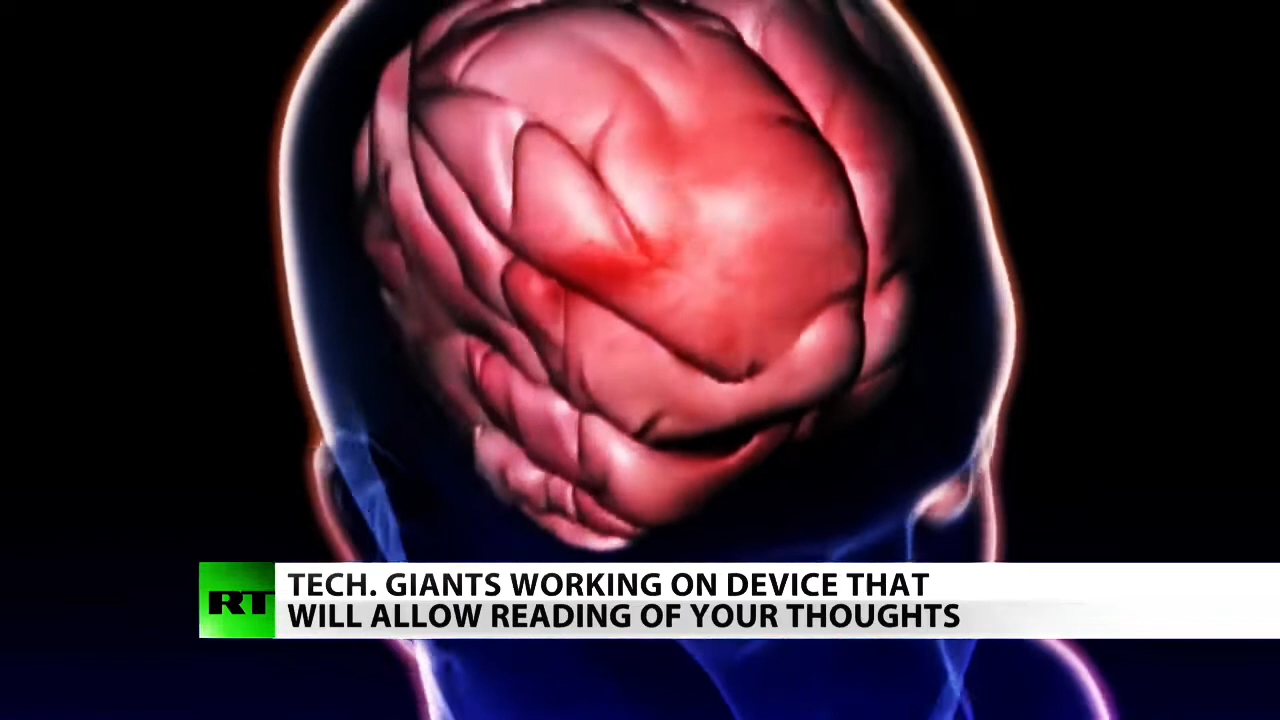 RT
TECH. GIANTS WORKING ON DEVICE THAT
WILL ALLOW READING OF YOUR THOUGHTS